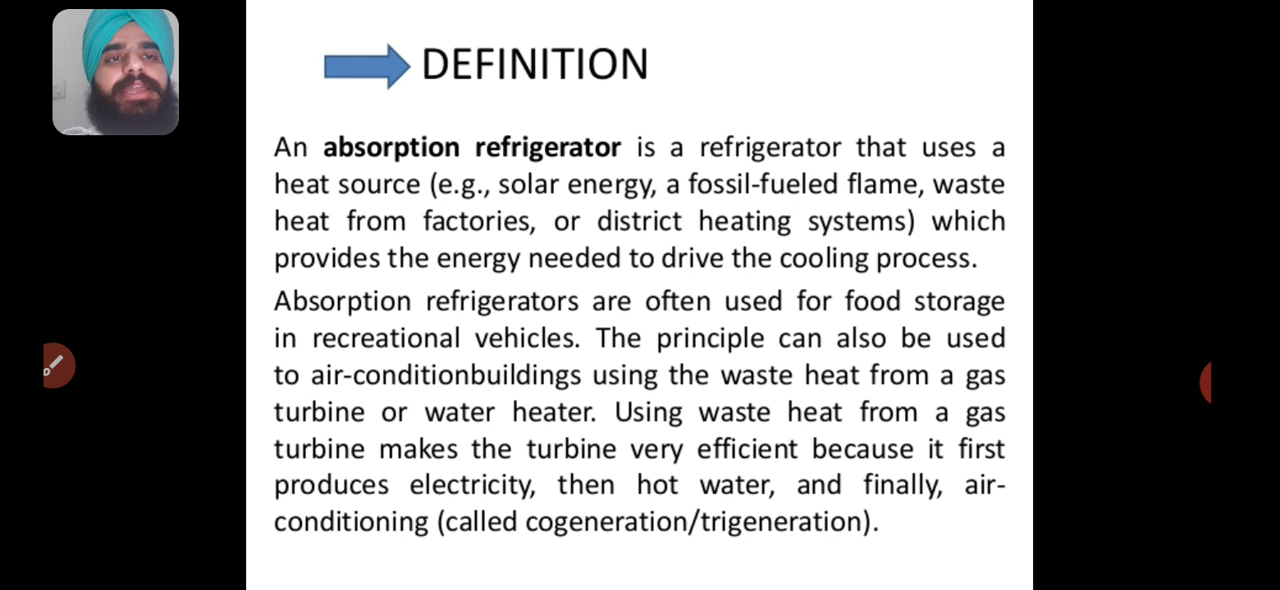 DEFINITION
An absorption refrigerator is a refrigerator that uses a
heat source (e.g., solar energy, a fossil-fueled flame, waste
heat from factories, or district heating systems) which
provides the energy needed to drive the cooling process.
Absorption refrigerators are often used for food storage
in recreational vehicles. The principle can also be used
to air-conditionbuildings using the waste heat from a gas
turbine or water heater. Using waste heat from a gas
turbine makes the turbine very efficient because it first
produces electricity, then hot water, and finally, air-
conditioning (called cogeneration/trigeneration).